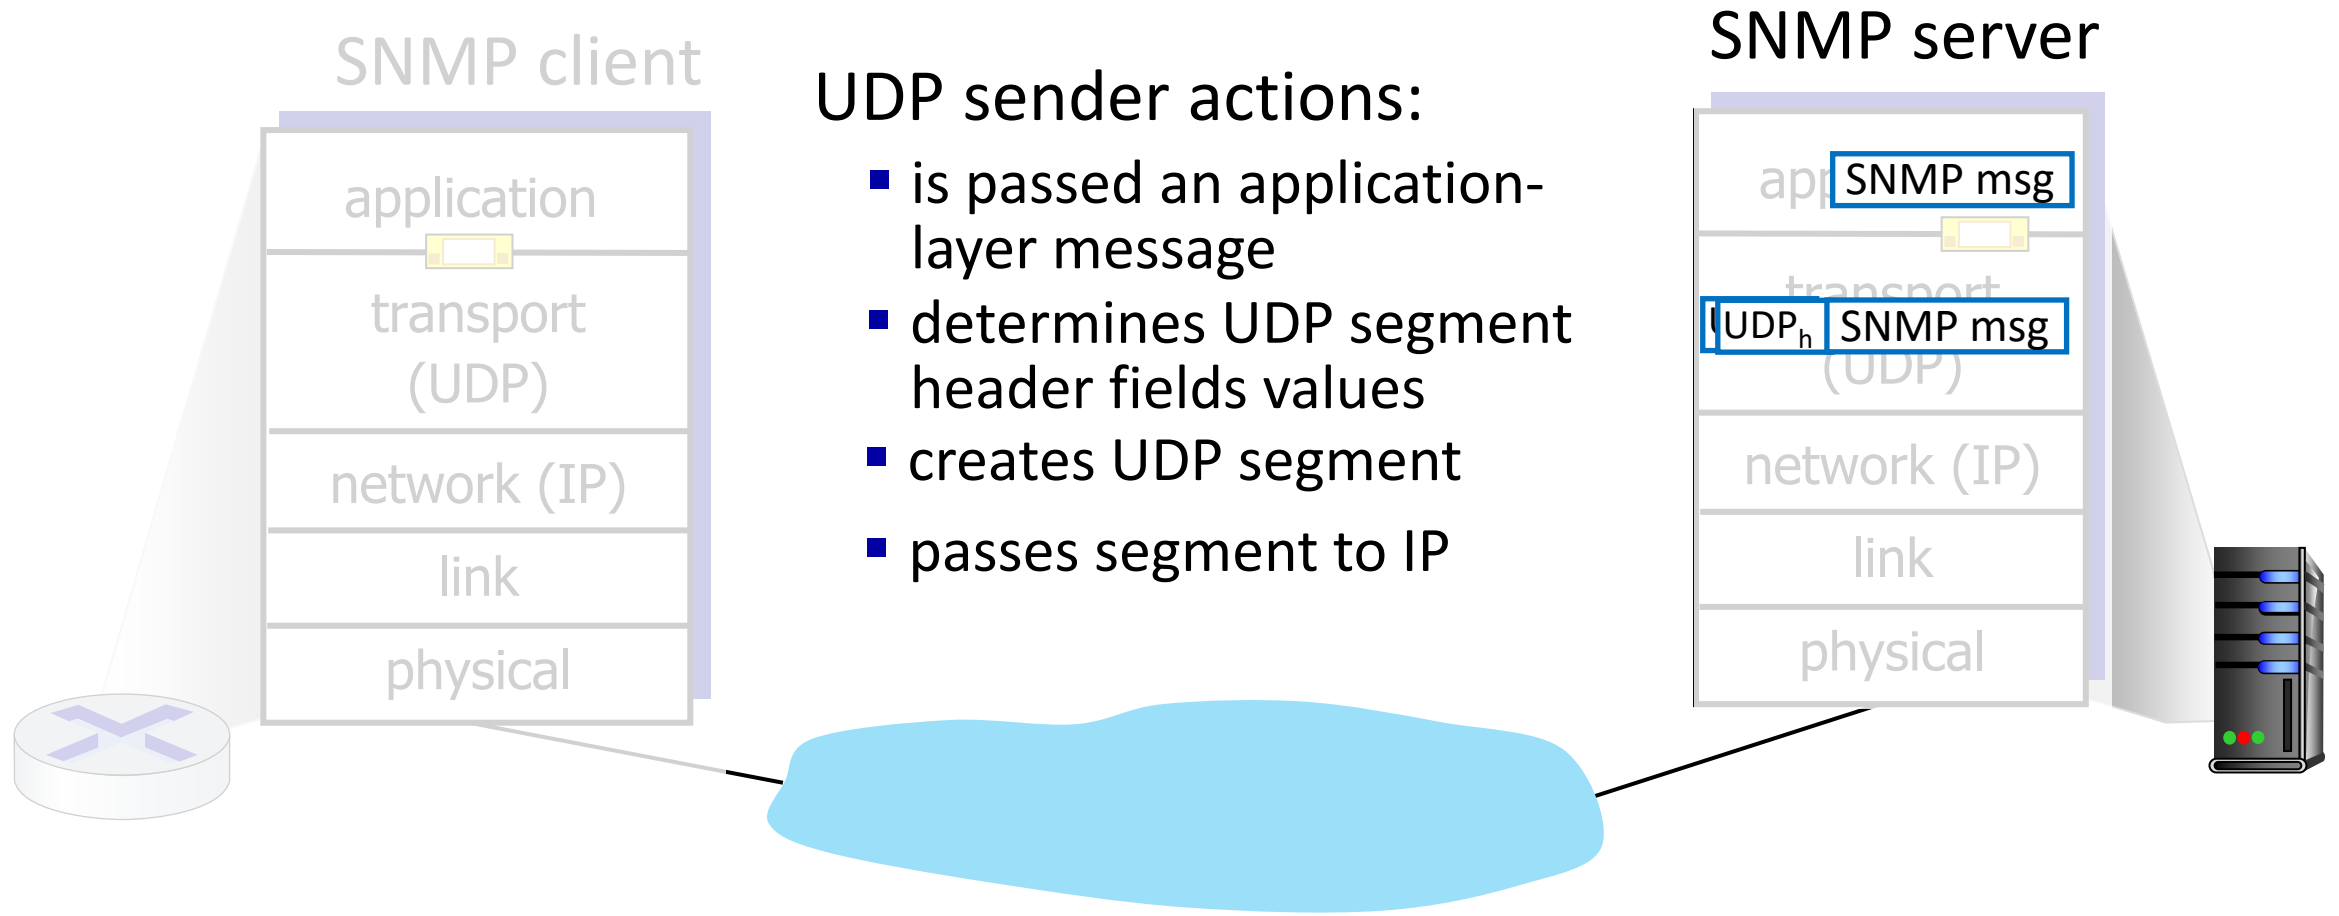 SNMP client
application
transport
(UDP)
network (IP)
link
physical
UDP sender actions:
is passed an application-
layer message
determines UDP segment
header fields values
creates UDP segment
passes segment to IP
SNMP server
SNMP msg
transport
UDPh SNMP msg
(UDP)
network (IP)
link
physical